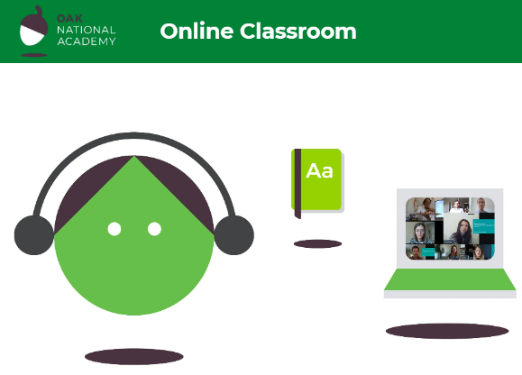 OAK
NATIONAL
ACADEMY
Online Classroom
Aa